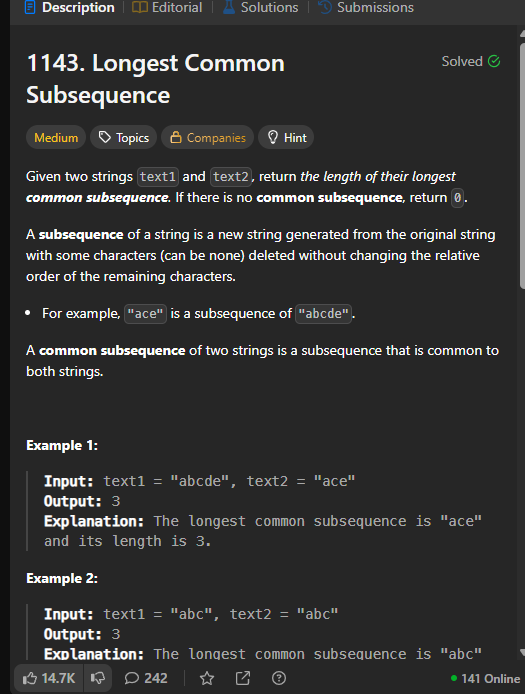 Description Editorial Solutions Submissions
1143. Longest Common
Subsequence
Solved
Medium Topics Companies Hint
Given two strings text1 and text2, return the length of their longest
common subsequence. If there is no common subsequence, return 0.
A subsequence of a string is a new string generated from the original string
with some characters (can be none) deleted without changing the relative
order of the remaining characters.
• For example, "ace" is a subsequence of "abcde".
A common subsequence of two strings is a subsequence that is common to
both strings.
Example 1:
Input: text1 = "abcde", text2 = "ace"
Output: 3
Explanation: The longest common subsequence is "ace"
and its length is 3.
Example 2:
Input: text1 = "abc", text2 = "abc"
Output: 3
Explanation: The longest common subsequence is "abc"
14.7K 242 141 Online